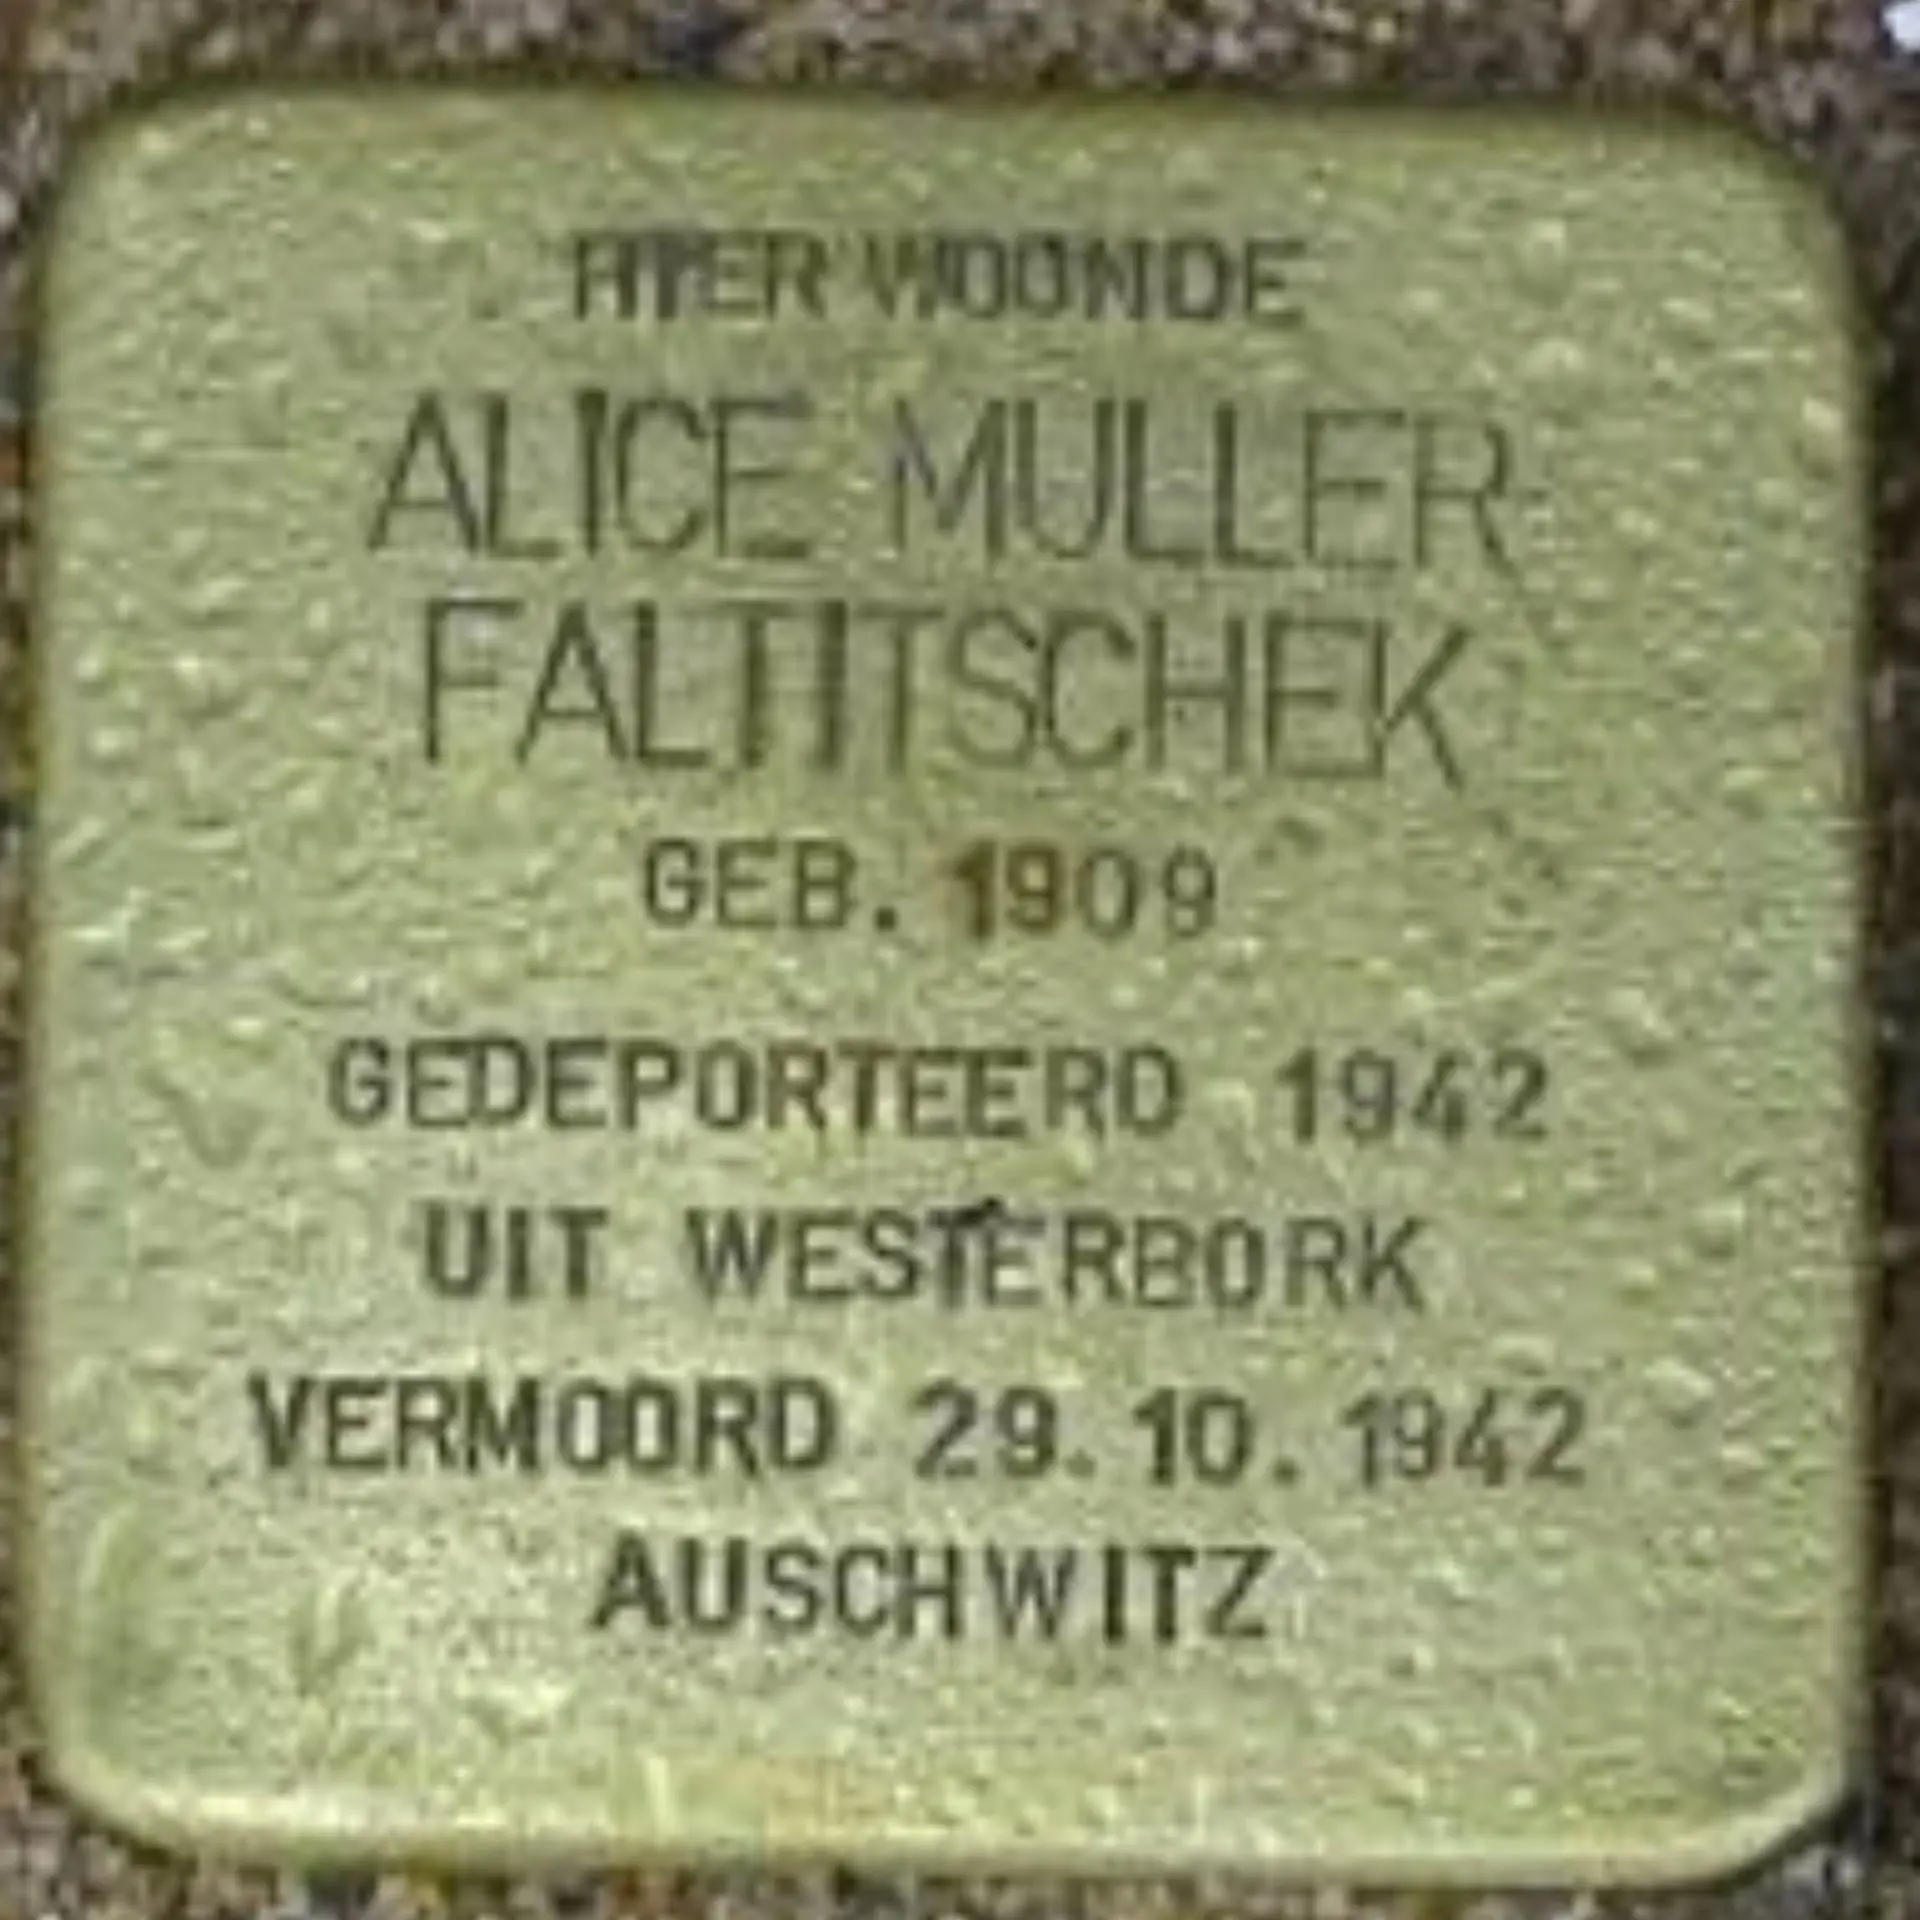 HIER WOONDE
ALICE MULLER-
FALTITSCHEK
GEB. 1909
GEDEPORTEERD 1942
UIT WESTERBORK
VERMOORD 29.10.1942
AUSCHWITZ